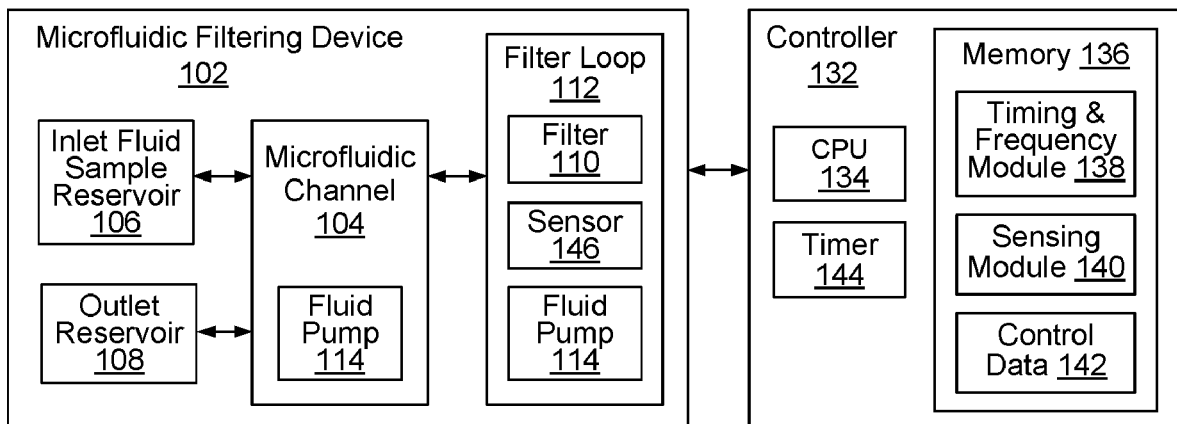 Microfluidic Filtering Device
102
Inlet Fluid
Sample
Reservoir
106
Outlet
Reservoir
108
Microfluidic
Channel
104
Fluid
Pump
114
Filter Loop
112
Filter
110
Sensor
146
Fluid
Pump
114
Controller
132
CPU
134
Timer
144
Memory 136
Timing &
Frequency
Module 138
Sensing
Module 140
Control
Data 142